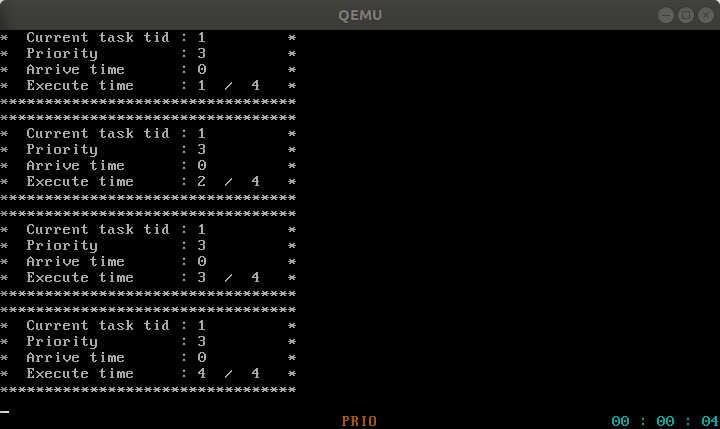 QEMU
*  Current task tid : 1         *
*  Priority         : 3         *
*  Arrive time      : 0         *
*  Execute time     : 1  /  4   *
*********************************
*********************************
*  Current task tid : 1         *
*  Priority         : 3         *
*  Arrive time      : 0         *
*  Execute time     : 2  /  4   *
*********************************
*********************************
*  Current task tid : 1         *
*  Priority         : 3         *
*  Arrive time      : 0         *
*  Execute time     : 3  /  4   *
*********************************
*********************************
*  Current task tid : 1         *
*  Priority         : 3         *
*  Arrive time      : 0         *
*  Execute time     : 4  /  4   *
*********************************
_
PRIO 00 : 00 : 04